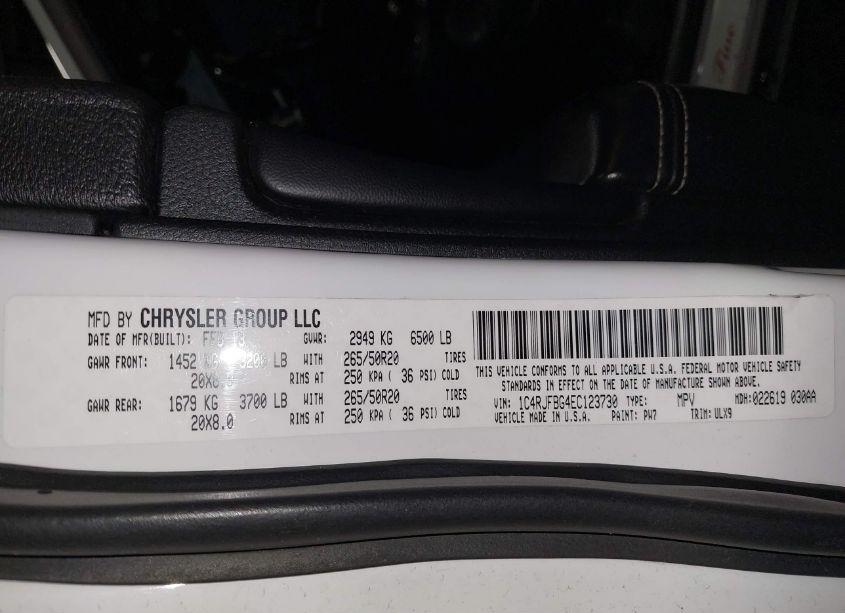 MFD BY CHRYSLER GROUP LLC
DATE OF MFR(BUILT): GVWR: 2949 KG 6500 LB
GAWR FRONT: 1452 3200 LB WITH 265/50R20 TIRES
20X8.0 RIMS AT 250 KPA ( 36 PSI) COLD
GAWR REAR: 1679 KG 3700 LB WITH 265/50R20 TIRES
20X8.0 RIMS AT 250 KPA ( 36 PSI) COLD
THIS VEHICLE CONFORMS TO ALL APPLICABLE U.S.A. FEDERAL MOTOR VEHICLE SAFETY
STANDARDS IN EFFECT ON THE DATE OF MANUFACTURE SHOWN ABOVE.
VIN: 1C4RJFBG4EC123730 TYPE: MPV MDH: 022619 030AA
VEHICLE MADE IN U.S.A. PAINT: PW7 TRIM: ULX9